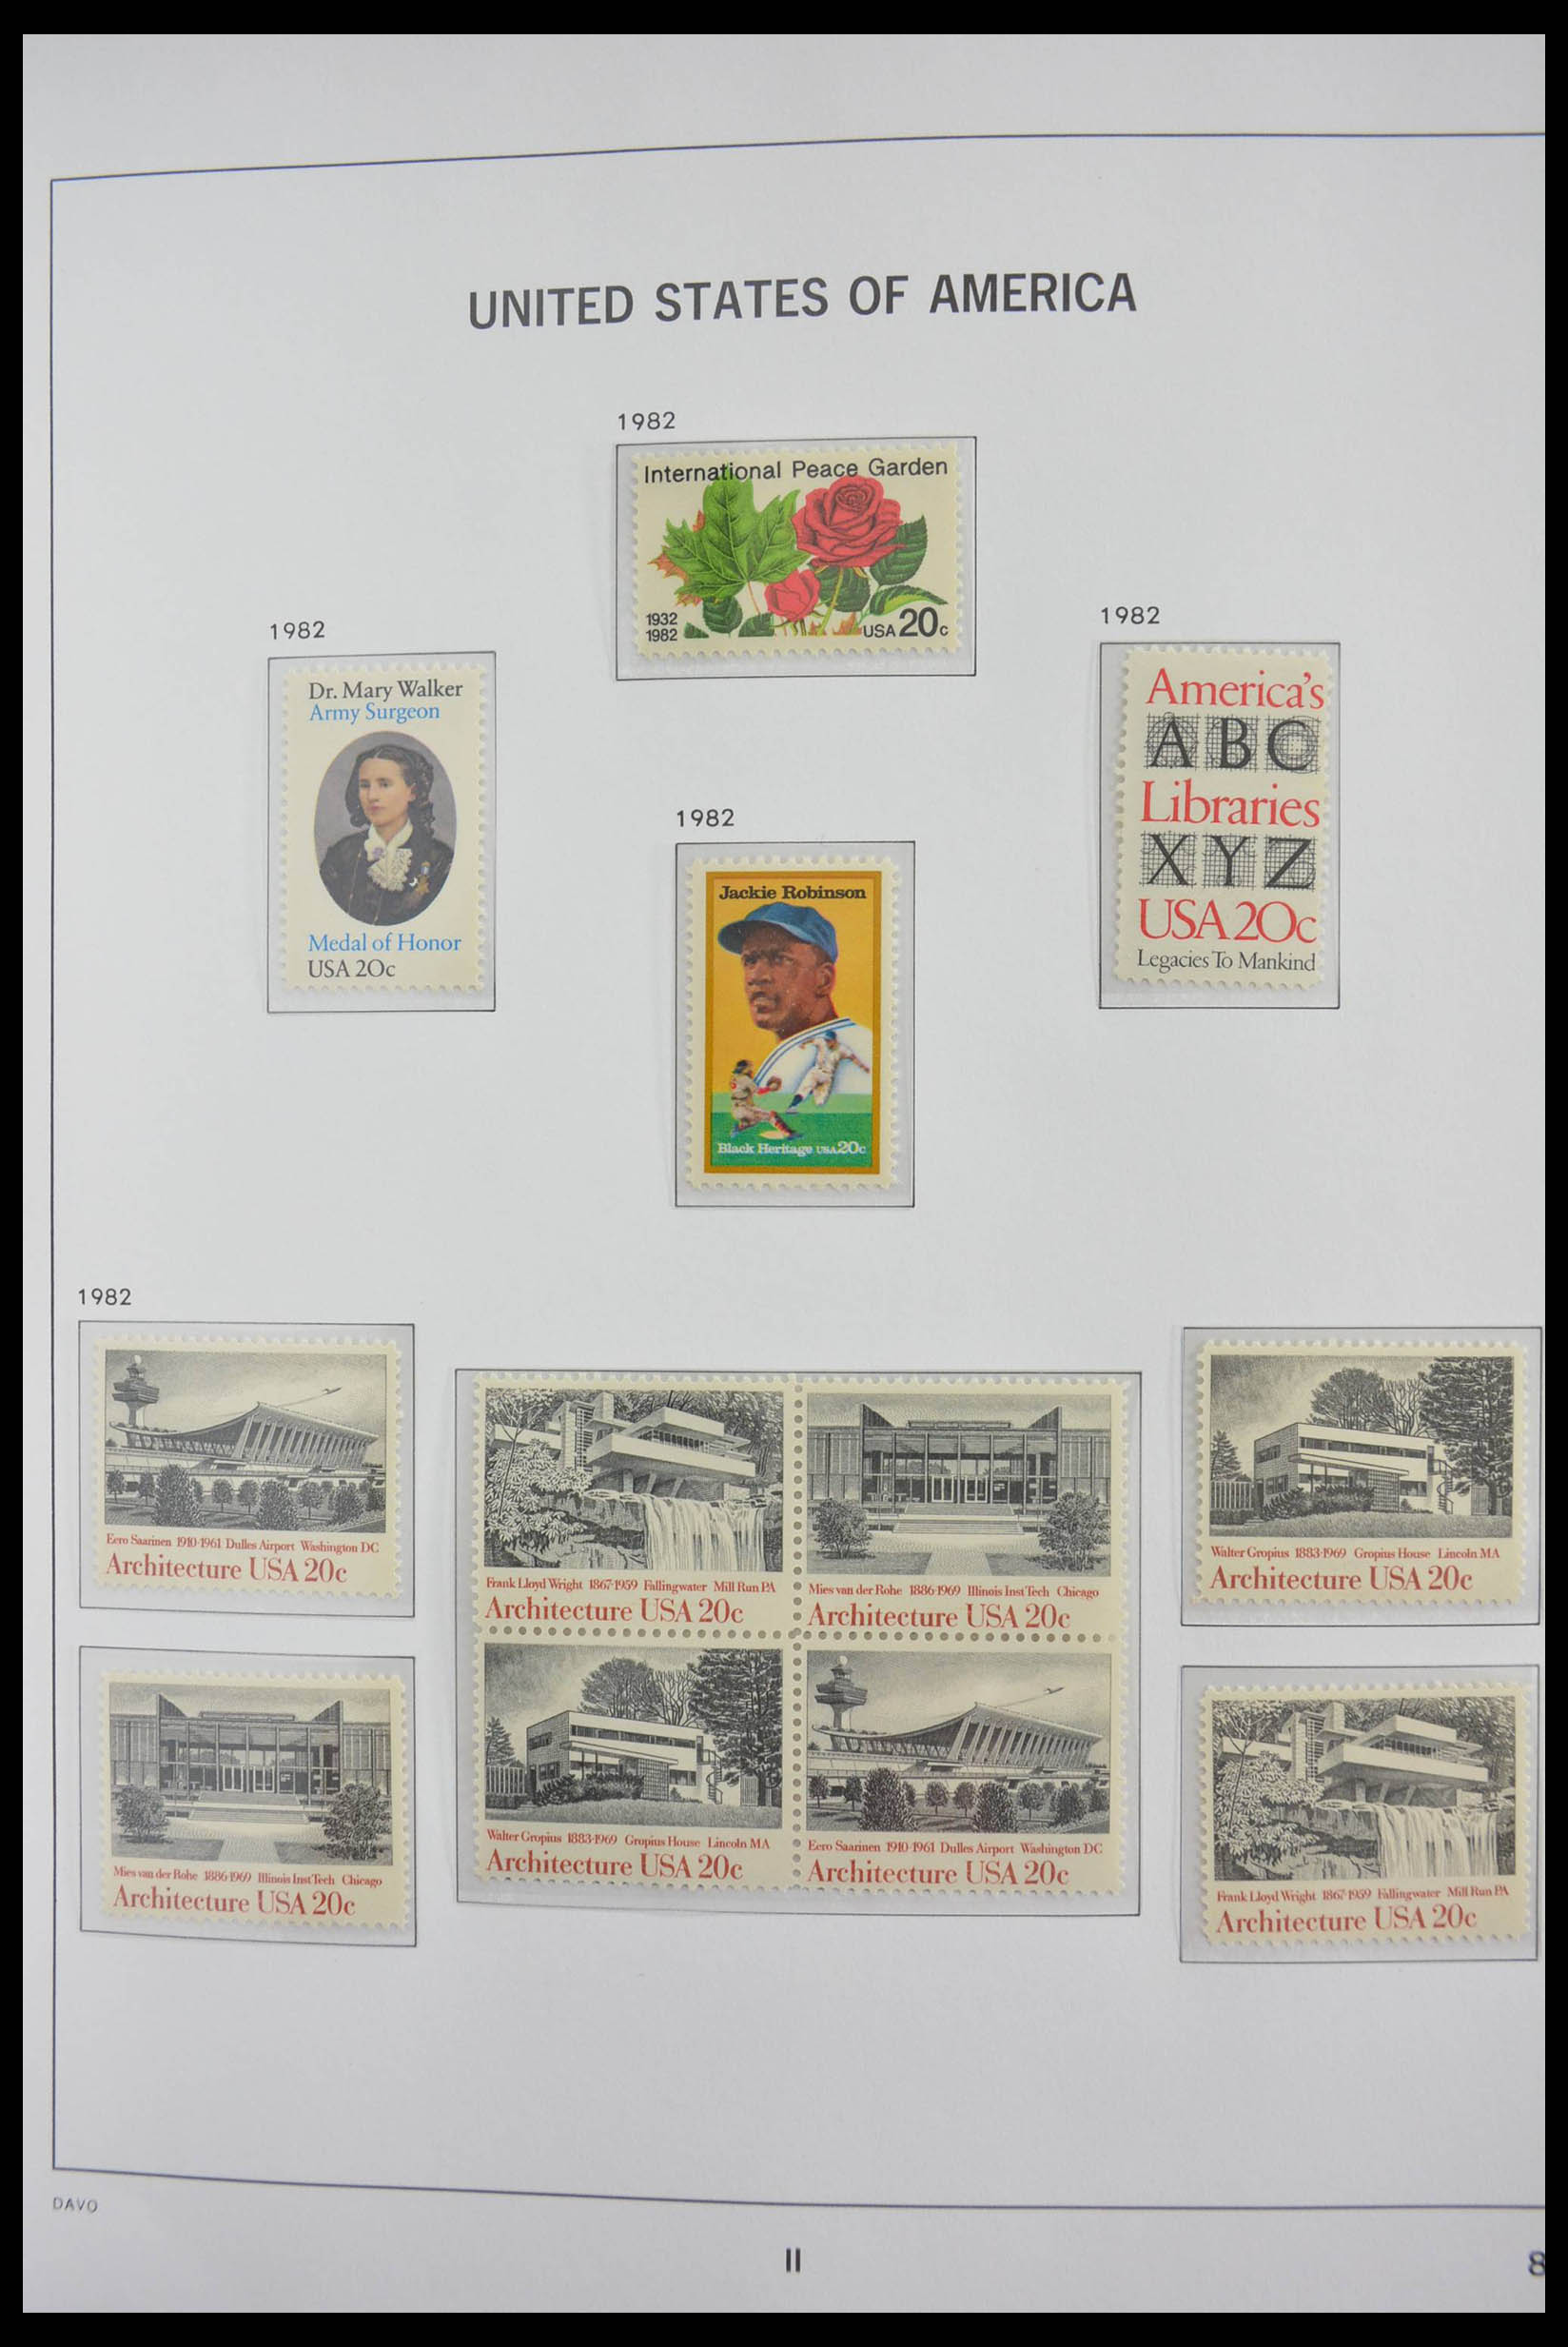 UNITED STATES OF AMERICA
1982
International Peace Garden
1932
1982
USA 20c
1982
Dr. Mary Walker
Army Surgeon
Medal of Honor
USA 20c
1982
America's
ABC
Libraries
XYZ
USA 20c
Legacies To Mankind
1982
Jackie Robinson
Black Heritage USA 20c
1982
Eero Saarinen 1910-1961 Dulles Airport Washington DC
Architecture USA 20c
Frank Lloyd Wright 1867-1959 Fallingwater Mill Run PA
Architecture USA 20c
Mies van der Rohe 1886-1969 Illinois Inst Tech Chicago
Architecture USA 20c
Walter Gropius 1883-1969 Gropius House Lincoln MA
Architecture USA 20c
Mies van der Rohe 1886-1969 Illinois Inst Tech Chicago
Architecture USA 20c
Walter Gropius 1883-1969 Gropius House Lincoln MA
Architecture USA 20c
Eero Saarinen 1910-1961 Dulles Airport Washington DC
Architecture USA 20c
Frank Lloyd Wright 1867-1959 Fallingwater Mill Run PA
Architecture USA 20c
DAVO
II
8